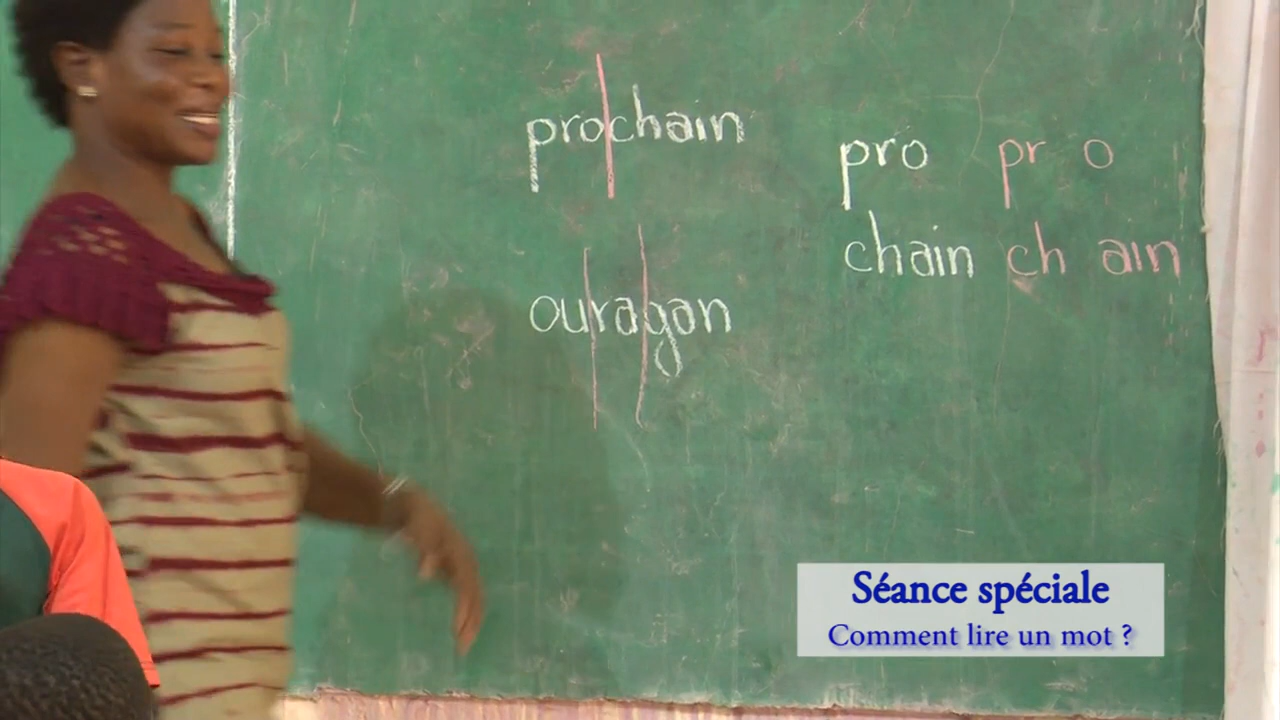 prochain
pro pr o
chain ch ain
ouragan
Séance spéciale
Comment lire un mot ?